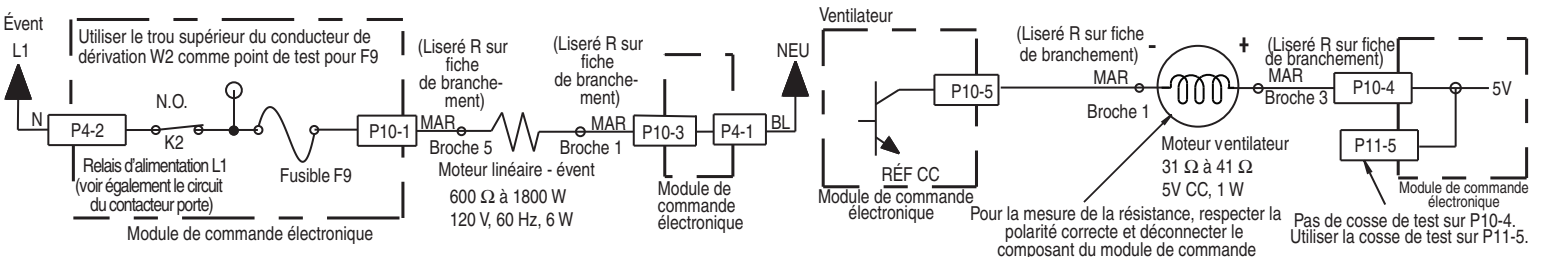 Évent
L1
Utiliser le trou supérieur du conducteur de
dérivation W2 comme point de test pour F9
N
P4-2
N.O.
K2
Relais d'alimentation L1
(voir également le circuit
du contacteur porte)
Fusible F9
P10-1
Module de commande électronique
(Liseré R sur
fiche
de branche-
ment)
MAR
Broche 5
Moteur linéaire - évent
600 Ω à 1800 W
120 V, 60 Hz, 6 W
(Liseré R sur
fiche
de branche-
ment)
MAR
Broche 1
P10-3
P4-1
Module de
commande
électronique
BL
NEU
Ventilateur
P10-5
RÉF CC
Module de commande
électronique
(Liseré R sur fiche
de branchement)
MAR
Broche 1
-
+
Moteur ventilateur
31 Ω à 41 Ω
5V CC, 1 W
Pour la mesure de la résistance, respecter la
polarité correcte et déconnecter le
composant du module de commande
(Liseré R sur fiche
de branchement)
MAR
Broche 3
P10-4
5V
P11-5
Module de commande
électronique
Pas de cosse de test sur P10-4.
Utiliser la cosse de test sur P11-5.